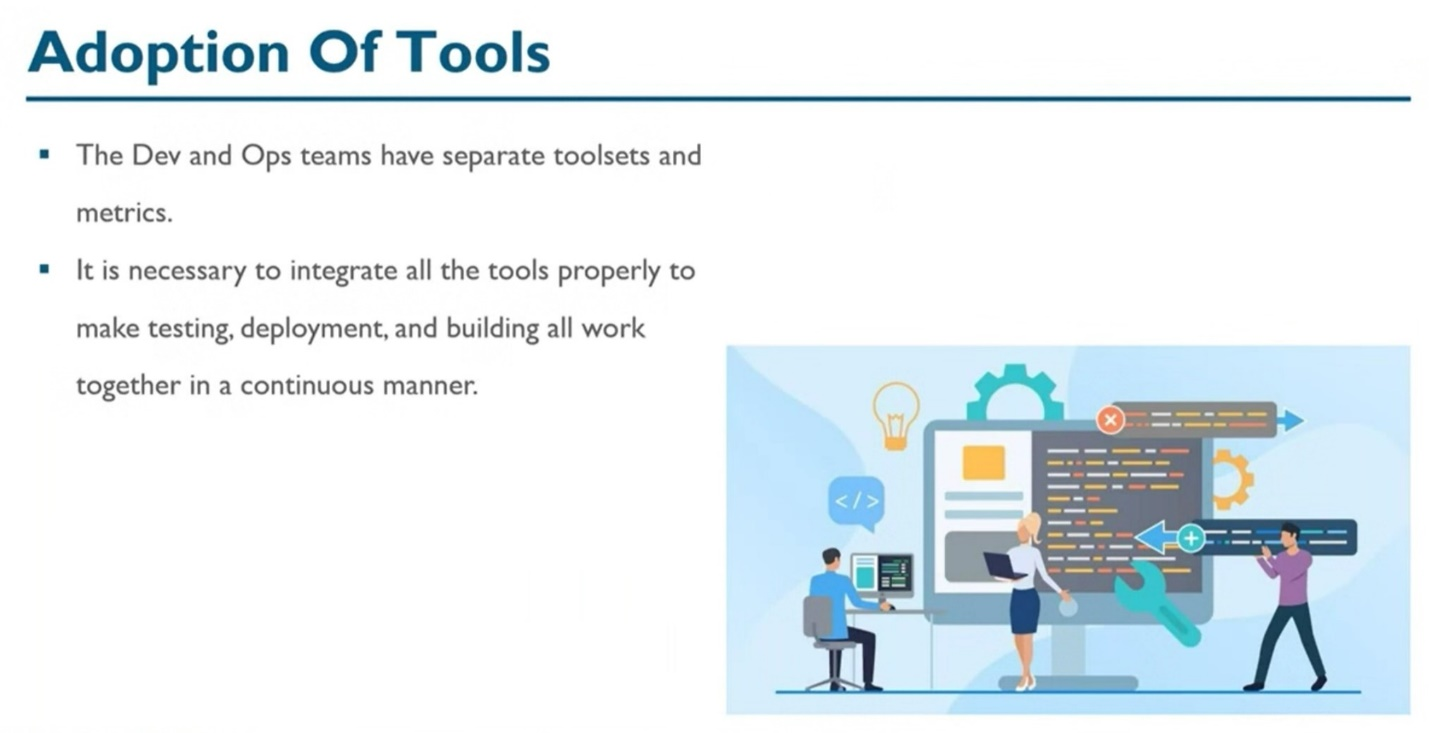 Adoption Of Tools
▪ The Dev and Ops teams have separate toolsets and
metrics.
▪ It is necessary to integrate all the tools properly to
make testing, deployment, and building all work
together in a continuous manner.
</>